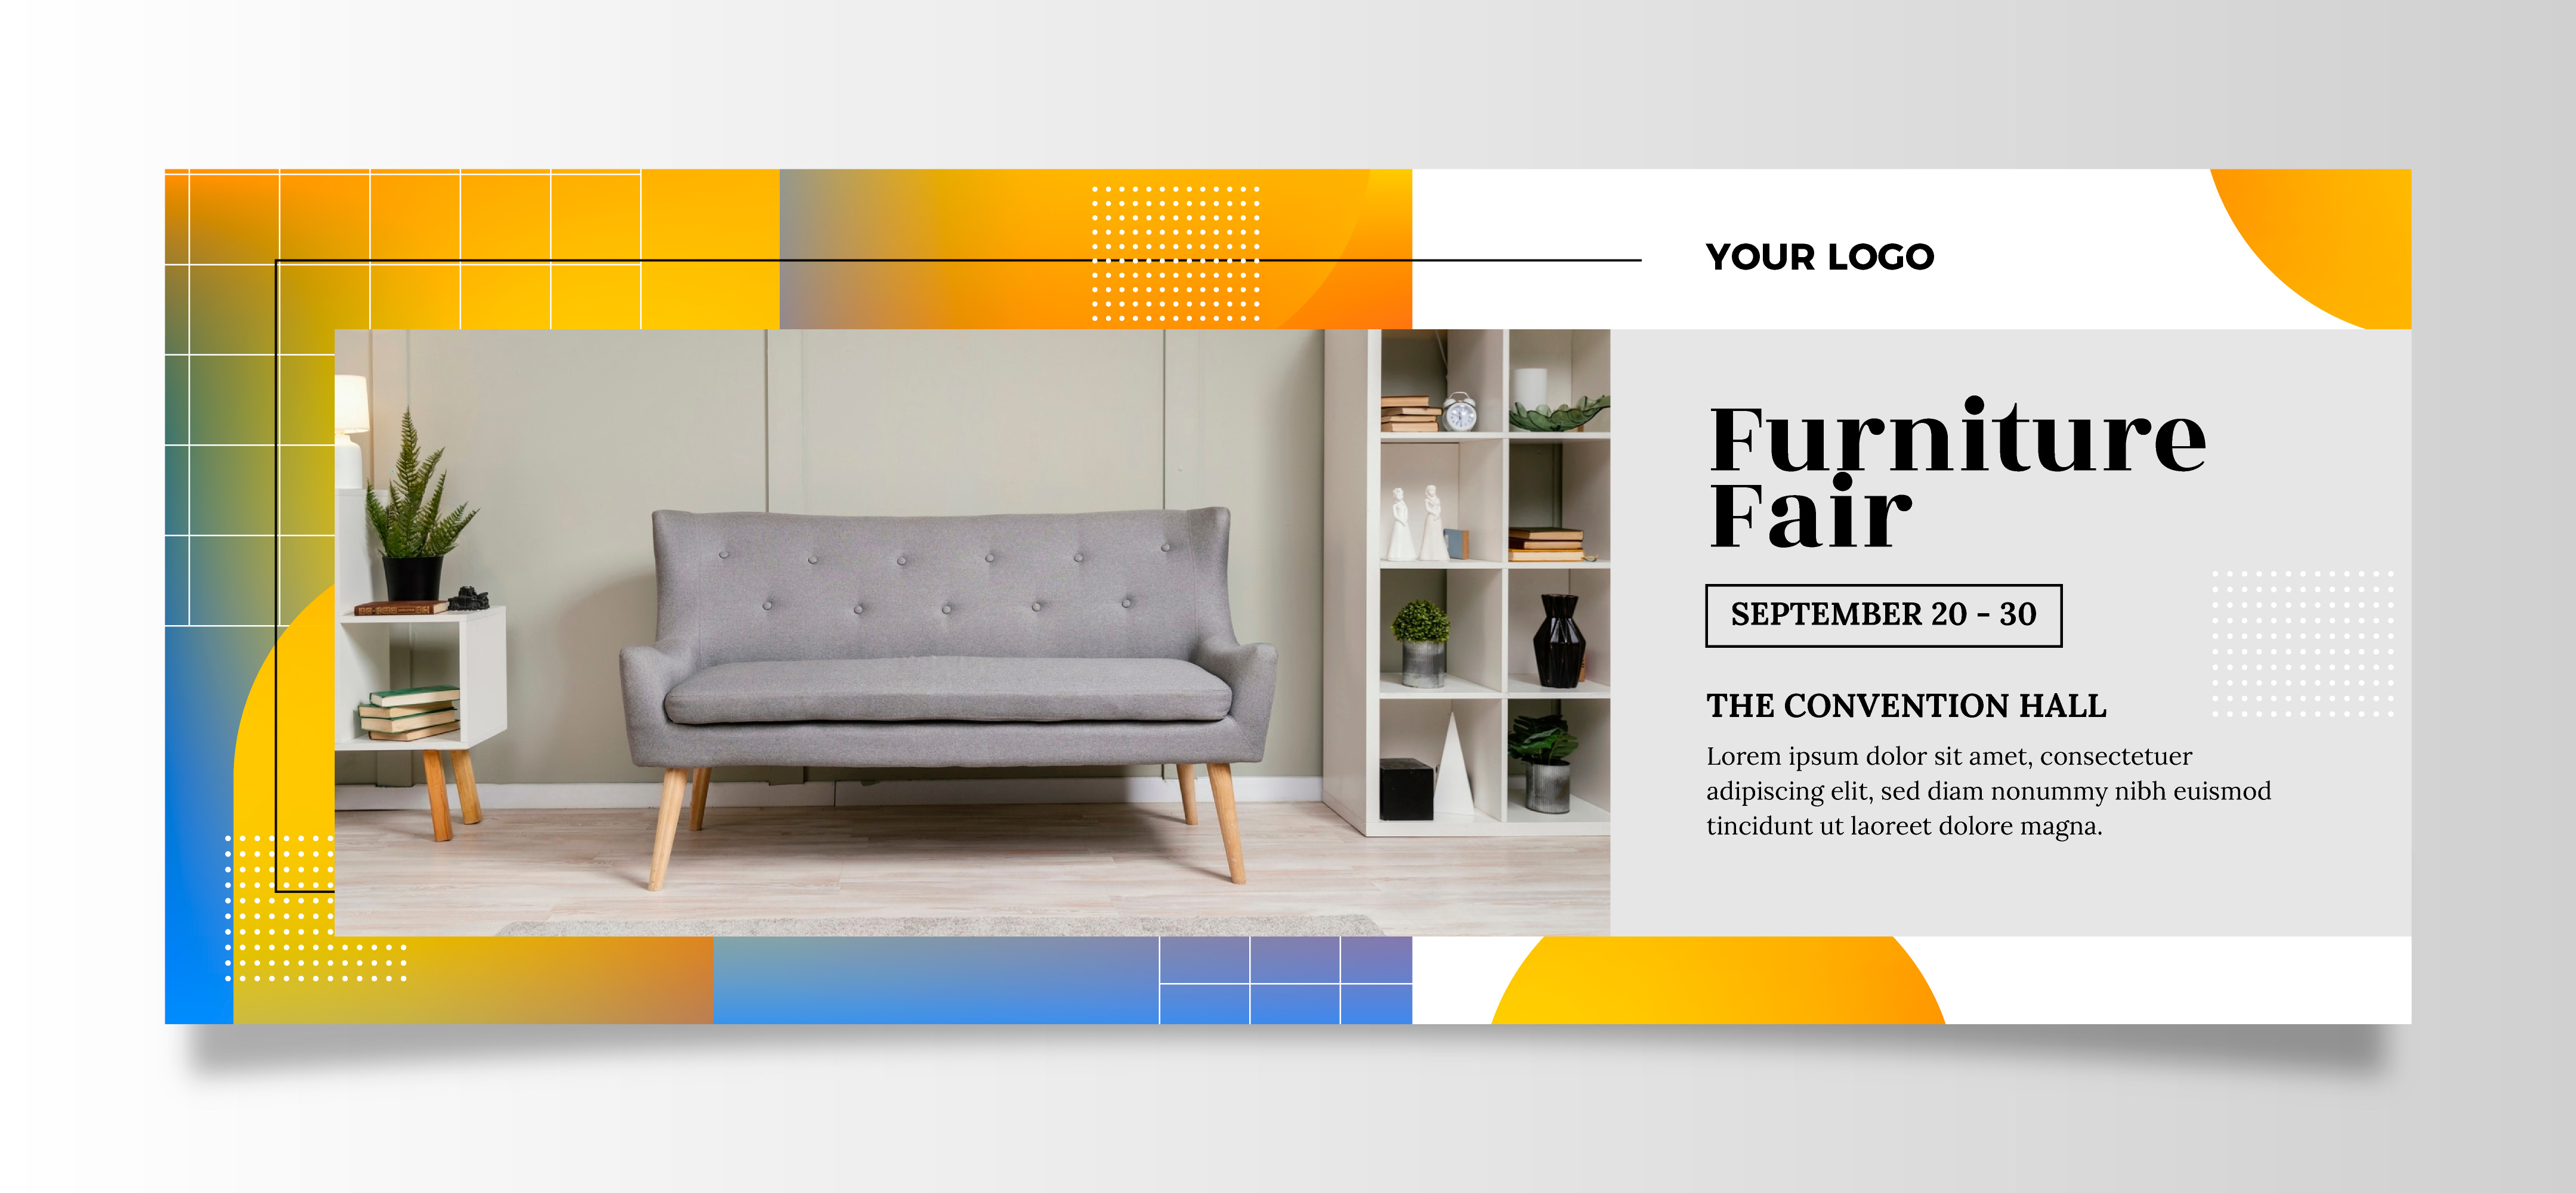 YOUR LOGO
Furniture
Fair
SEPTEMBER 20 - 30
THE CONVENTION HALL
Lorem ipsum dolor sit amet, consectetuer
adipiscing elit, sed diam nonummy nibh euismod
tincidunt ut laoreet dolore magna.